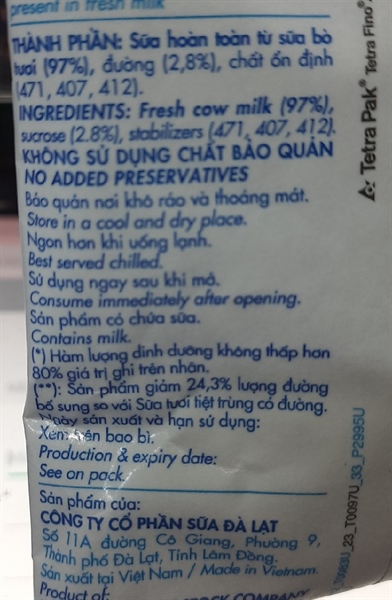 present in fresh milk
THÀNH PHẦN: Sữa hoàn toàn từ sữa bò
tươi (97%), đường (2,8%), chất ổn định
(471, 407, 412).
INGREDIENTS: Fresh cow milk (97%),
sucrose (2.8%), stabilizers (471, 407, 412).
KHÔNG SỬ DỤNG CHẤT BẢO QUẢN
NO ADDED PRESERVATIVES
Bảo quản nơi khô ráo và thoáng mát.
Store in a cool and dry place.
Ngon hơn khi uống lạnh.
Best served chilled.
Sử dụng ngay sau khi mở.
Consume immediately after opening.
Sản phẩm có chứa sữa.
Contains milk.
(*) Hàm lượng dinh dưỡng không thấp hơn
80% giá trị ghi trên nhãn.
(**): Sản phẩm giảm 24,3% lượng đường
bổ sung so với Sữa tươi tiệt trùng có đường.
Ngày sản xuất và hạn sử dụng:
Xem trên bao bì.
Production & expiry date:
See on pack.
Sản phẩm của:
CÔNG TY CỔ PHẦN SỮA ĐÀ LẠT
Số 11A đường Cô Giang, Phường 9,
Thành phố Đà Lạt, Tỉnh Lâm Đồng.
Sản xuất tại Việt Nam / Made in Vietnam.
Product of:
STOCK COMPANY
Tetra Pak® Tetra Fino®
_23_T0097U_33_P2995U